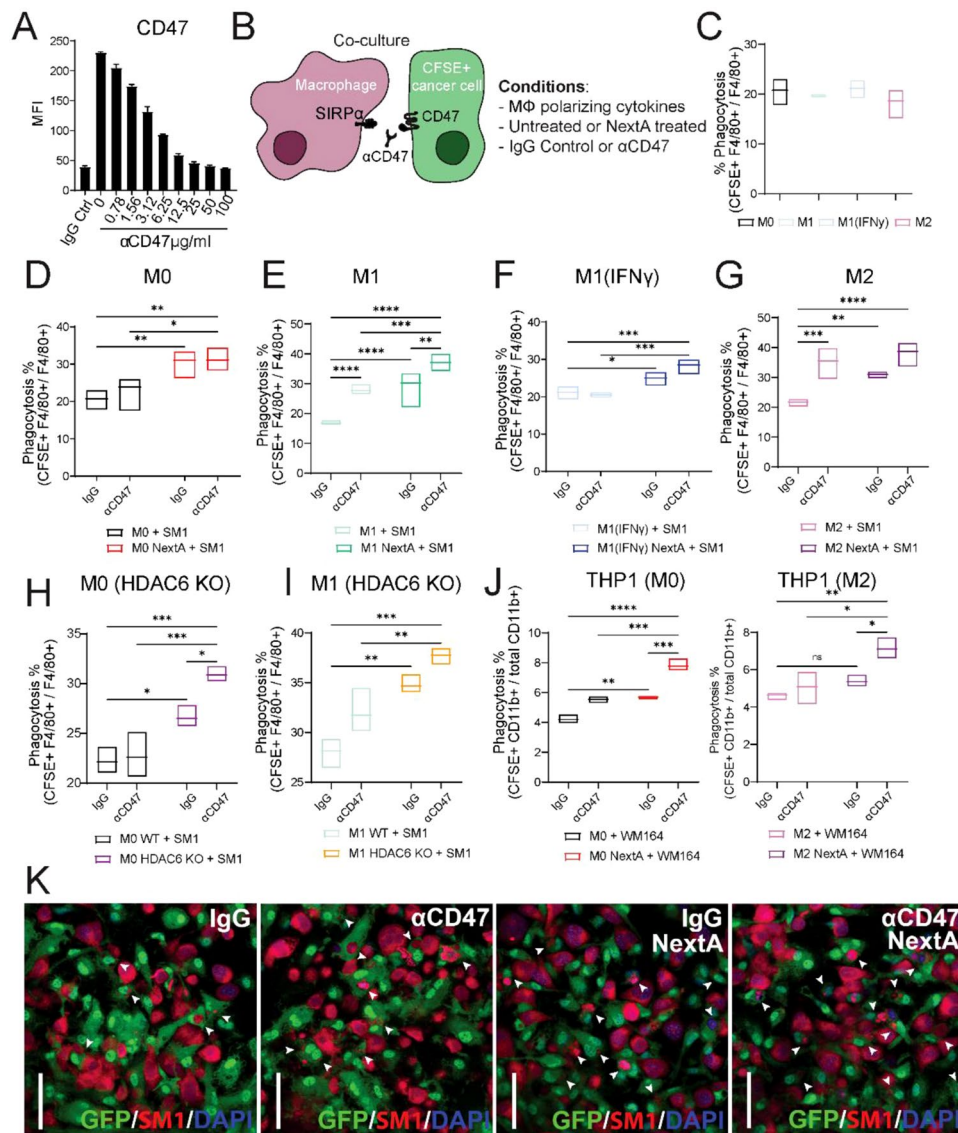 A
CD47
MFI
250
200
150
100
50
0
IgG Ctrl
0
0.78
1.56
3.12
6.25
12.5
25
50
100
αCD47µg/ml
B
Co-culture
Macrophage
SIRPα
CFSE+
cancer cell
CD47
αCD47
Conditions:
- MΦ polarizing cytokines
- Untreated or NextA treated
- IgG Control or αCD47
C
% Phagocytosis
(CFSE+ F4/80+ / F4/80+)
20
10
0
M0 M1 M1(IFNγ) M2
D
M0
Phagocytosis %
(CFSE+ F4/80+/ F4/80+)
40
30
20
10
0
**
*
**
IgG
αCD47
IgG
αCD47
M0 + SM1
M0 NextA + SM1
E
M1
Phagocytosis %
(CFSE+ F4/80+ / F4/80+)
50
40
30
20
10
0
****
***
****
**
****
IgG
αCD47
IgG
αCD47
M1 + SM1
M1 NextA + SM1
F
M1(IFNγ)
Phagocytosis %
(CFSE+ F4/80+ / F4/80+)
40
30
20
10
0
***
***
*
IgG
αCD47
IgG
αCD47
M1(IFNγ) + SM1
M1(IFNγ) NextA + SM1
G
M2
Phagocytosis %
(CFSE+ F4/80+ / F4/80+)
50
40
30
20
10
0
****
**
***
IgG
αCD47
IgG
αCD47
M2 + SM1
M2 NextA + SM1
H
M0 (HDAC6 KO)
Phagocytosis %
(CFSE+ F4/80+ / F4/80+)
35
30
25
20
***
***
*
*
IgG
αCD47
IgG
αCD47
M0 WT + SM1
M0 HDAC6 KO + SM1
I
M1 (HDAC6 KO)
Phagocytosis %
(CFSE+ F4/80+ / F4/80+)
40
35
30
25
***
**
**
IgG
αCD47
IgG
αCD47
M1 WT + SM1
M1 HDAC6 KO + SM1
J
THP1 (M0)
Phagocytosis %
(CFSE+ CD11b+ / total CD11b+)
10
8
6
4
2
0
****
***
***
**
IgG
αCD47
IgG
αCD47
M0 + WM164
M0 NextA + WM164
THP1 (M2)
Phagocytosis %
(CFSE+ CD11b+ / total CD11b+)
8
6
4
2
0
**
*
*
ns
IgG
αCD47
IgG
αCD47
M2 + WM164
M2 NextA + WM164
K
IgG
GFP/SM1/DAPI
αCD47
GFP/SM1/DAPI
IgG
NextA
GFP/SM1/DAPI
αCD47
NextA
GFP/SM1/DAPI